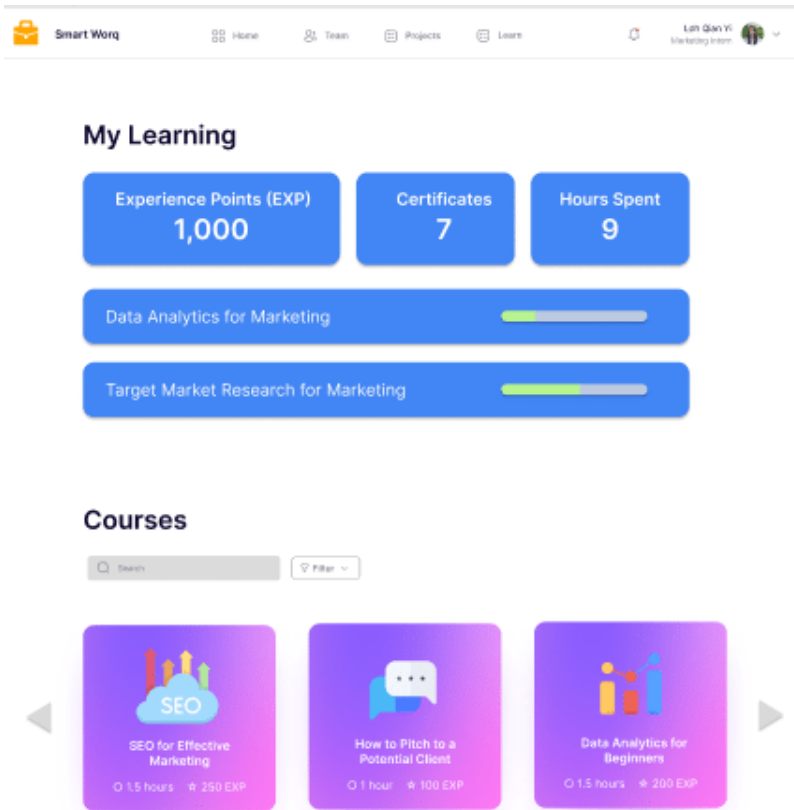 Smart Worq
Home
Team
Projects
Learn
Loh Qian Yi
Marketing Intern
My Learning
Experience Points (EXP)
1,000
Certificates
7
Hours Spent
9
Data Analytics for Marketing
Target Market Research for Marketing
Courses
Search
Filter
SEO
SEO for Effective
Marketing
1.5 hours
250 EXP
How to Pitch to a
Potential Client
1 hour
100 EXP
Data Analytics for
Beginners
1.5 hours
200 EXP